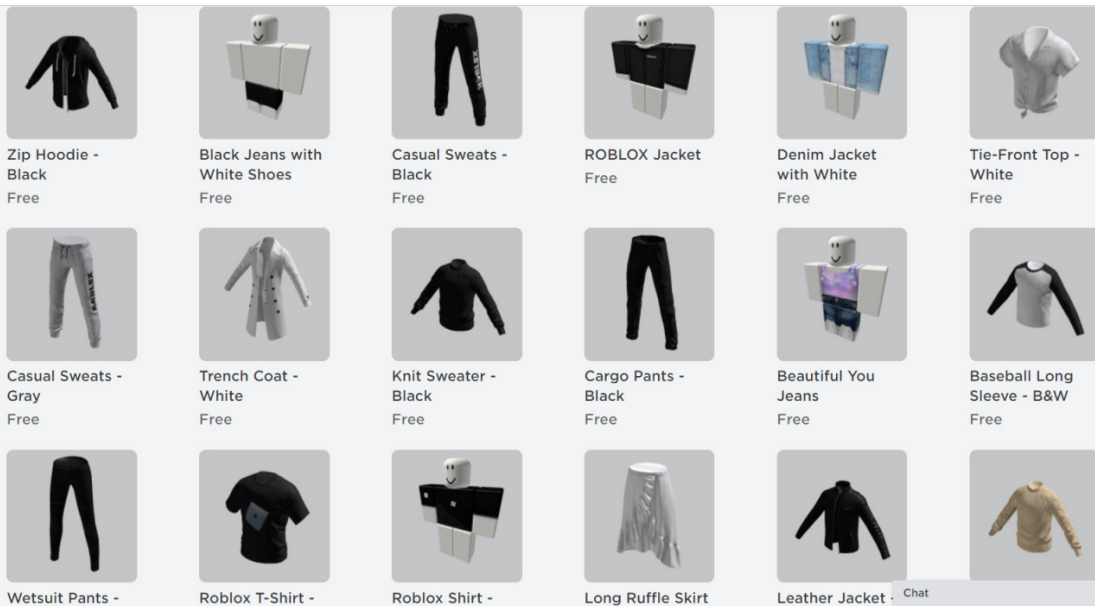 Zip Hoodie -
Black
Free
Black Jeans with
White Shoes
Free
Casual Sweats -
Black
Free
ROBLOX Jacket
Free
Denim Jacket
with White
Free
Tie-Front Top -
White
Free
Casual Sweats -
Gray
Free
Trench Coat -
White
Free
Knit Sweater -
Black
Free
Cargo Pants -
Black
Free
Beautiful You
Jeans
Free
Baseball Long
Sleeve - B&W
Free
Wetsuit Pants -
Roblox T-Shirt -
Roblox Shirt -
Long Ruffle Skirt
Leather Jacket -
Chat
ROBLOX
ROBLOX